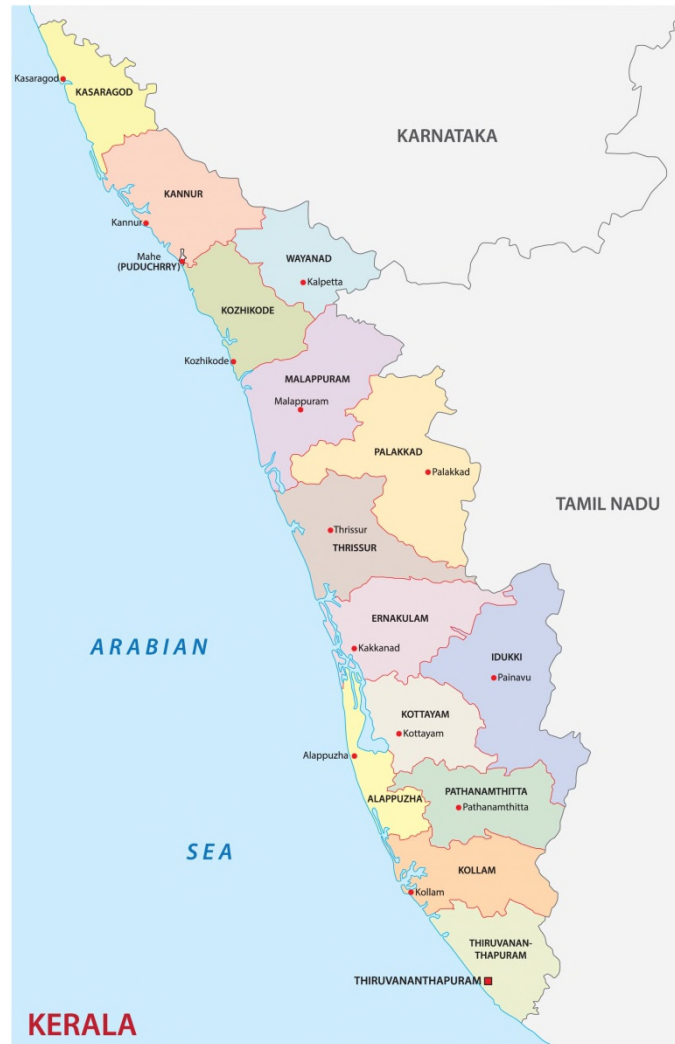 Kasaragod
KASARAGOD
KARNATAKA
KANNUR
Kannur
Mahe
(PUDUCHRRY)
WAYANAD
Kalpetta
KOZHIKODE
Kozhikode
MALAPPURAM
Malappuram
PALAKKAD
Palakkad
TAMIL NADU
Thrissur
THRISSUR
ERNAKULAM
ARABIAN
Kakkanad
IDUKKI
Painavu
KOTTAYAM
Kottayam
Alappuzha
PATHANAMTHITTA
ALAPPUZHA
Pathanamthitta
SEA
KOLLAM
Kollam
THIRUVANAN-
THAPURAM
THIRUVANANTHAPURAM
KERALA